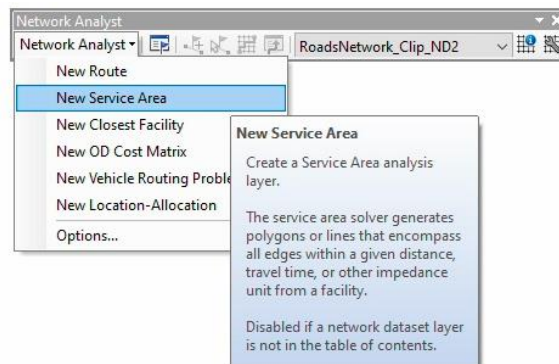 Network Analyst
Network Analyst
RoadsNetwork_Clip_ND2
New Route
New Service Area
New Closest Facility
New OD Cost Matrix
New Vehicle Routing Proble
New Location-Allocation
Options...
New Service Area
Create a Service Area analysis
layer.
The service area solver generates
polygons or lines that encompass
all edges within a given distance,
travel time, or other impedance
unit from a facility.
Disabled if a network dataset layer
is not in the table of contents.